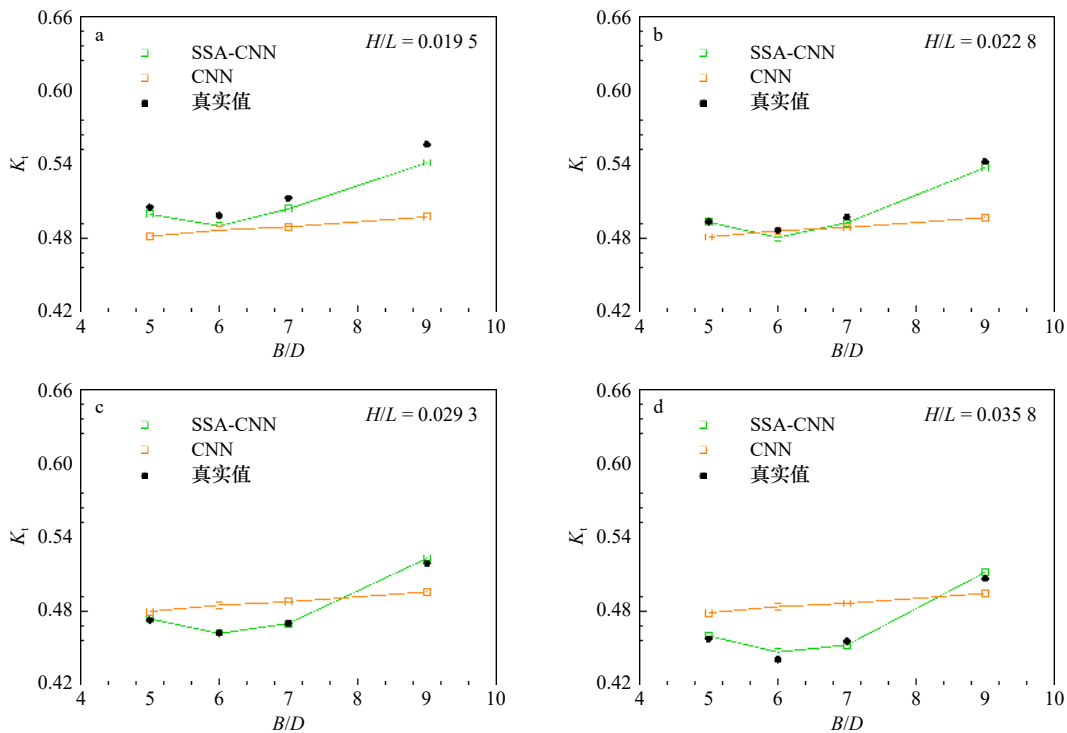 a
H/L = 0.019 5
SSA-CNN
CNN
真实值
0.66
0.60
0.54
0.48
0.42
Kt
4 5 6 7 8 9 10
B/D
b
H/L = 0.022 8
SSA-CNN
CNN
真实值
0.66
0.60
0.54
0.48
0.42
Kt
4 5 6 7 8 9 10
B/D
c
H/L = 0.029 3
SSA-CNN
CNN
真实值
0.66
0.60
0.54
0.48
0.42
Kt
4 5 6 7 8 9 10
B/D
d
H/L = 0.035 8
SSA-CNN
CNN
真实值
0.66
0.60
0.54
0.48
0.42
Kt
4 5 6 7 8 9 10
B/D